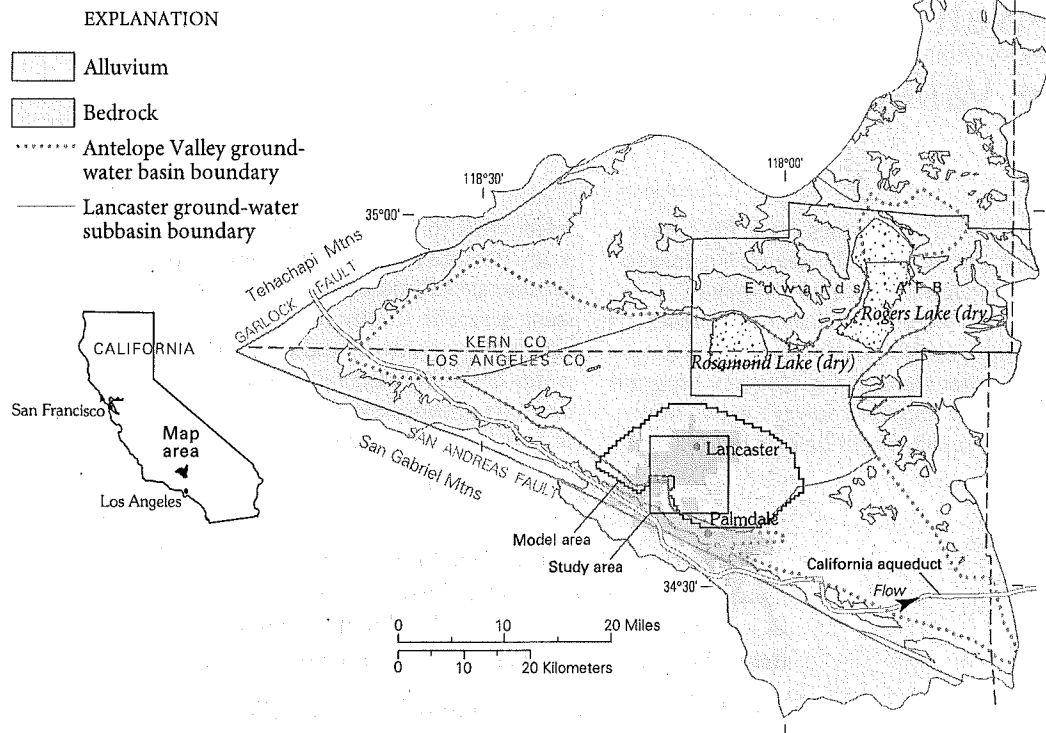 EXPLANATION
Alluvium
Bedrock
Antelope Valley ground-
water basin boundary
Lancaster ground-water
subbasin boundary
118°30'
118°00'
35°00'
Tehachapi Mtns
GARLOCK FAULT
KERN CO
LOS ANGELES CO
Edwards AFB
Rogers Lake (dry)
Rosamond Lake (dry)
CALIFORNIA
San Francisco
Map
area
Los Angeles
SAN ANDREAS FAULT
San Gabriel Mtns
Lancaster
Palmdale
Model area
Study area
34°30'
California aqueduct
Flow
0 10 20 Miles
0 10 20 Kilometers